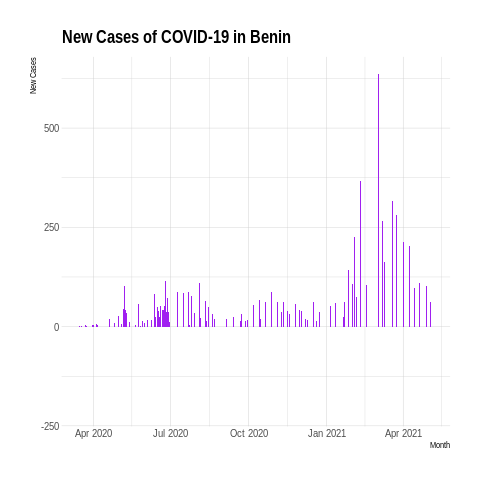 New Cases of COVID-19 in Benin
New Cases
500
250
0
-250
Apr 2020 Jul 2020 Oct 2020 Jan 2021 Apr 2021
Month